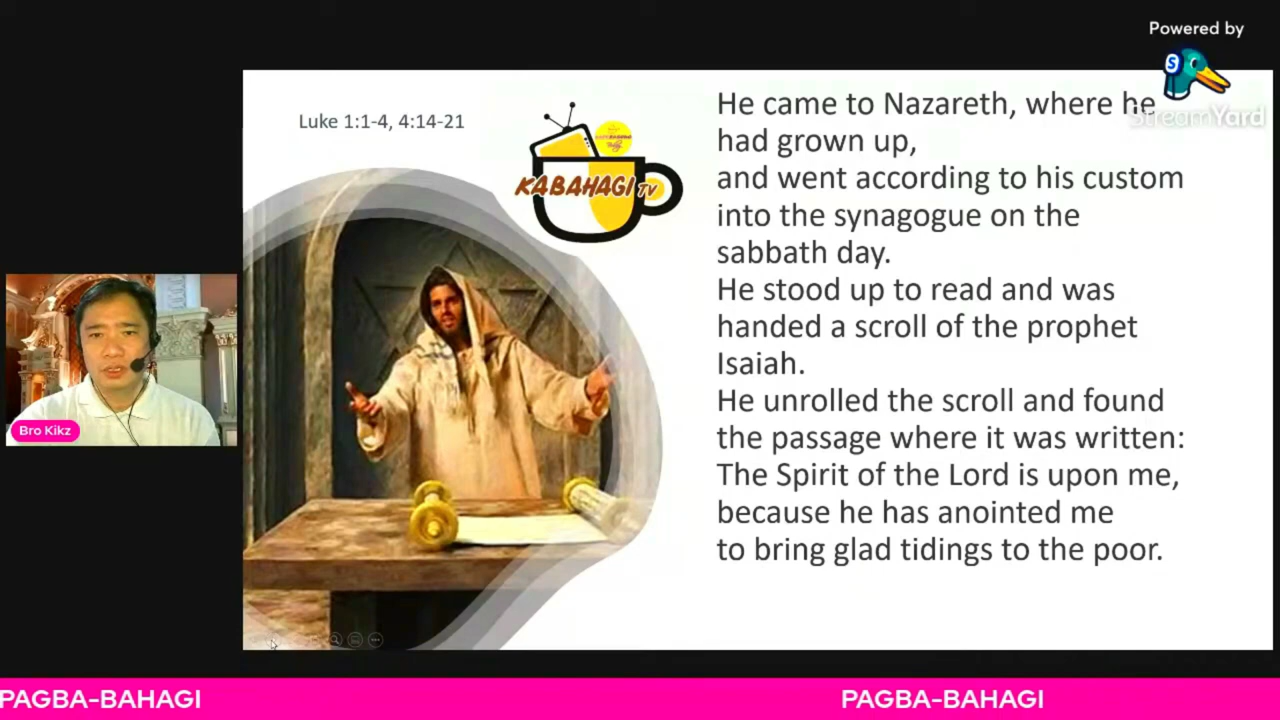 Powered by
StreamYard
Luke 1:1-4, 4:14-21
KABAHAGI TV
He came to Nazareth, where he
had grown up,
and went according to his custom
into the synagogue on the
sabbath day.
He stood up to read and was
handed a scroll of the prophet
Isaiah.
He unrolled the scroll and found
the passage where it was written:
The Spirit of the Lord is upon me,
because he has anointed me
to bring glad tidings to the poor.
Bro Kikz
PAGBA-BAHAGI
PAGBA-BAHAGI